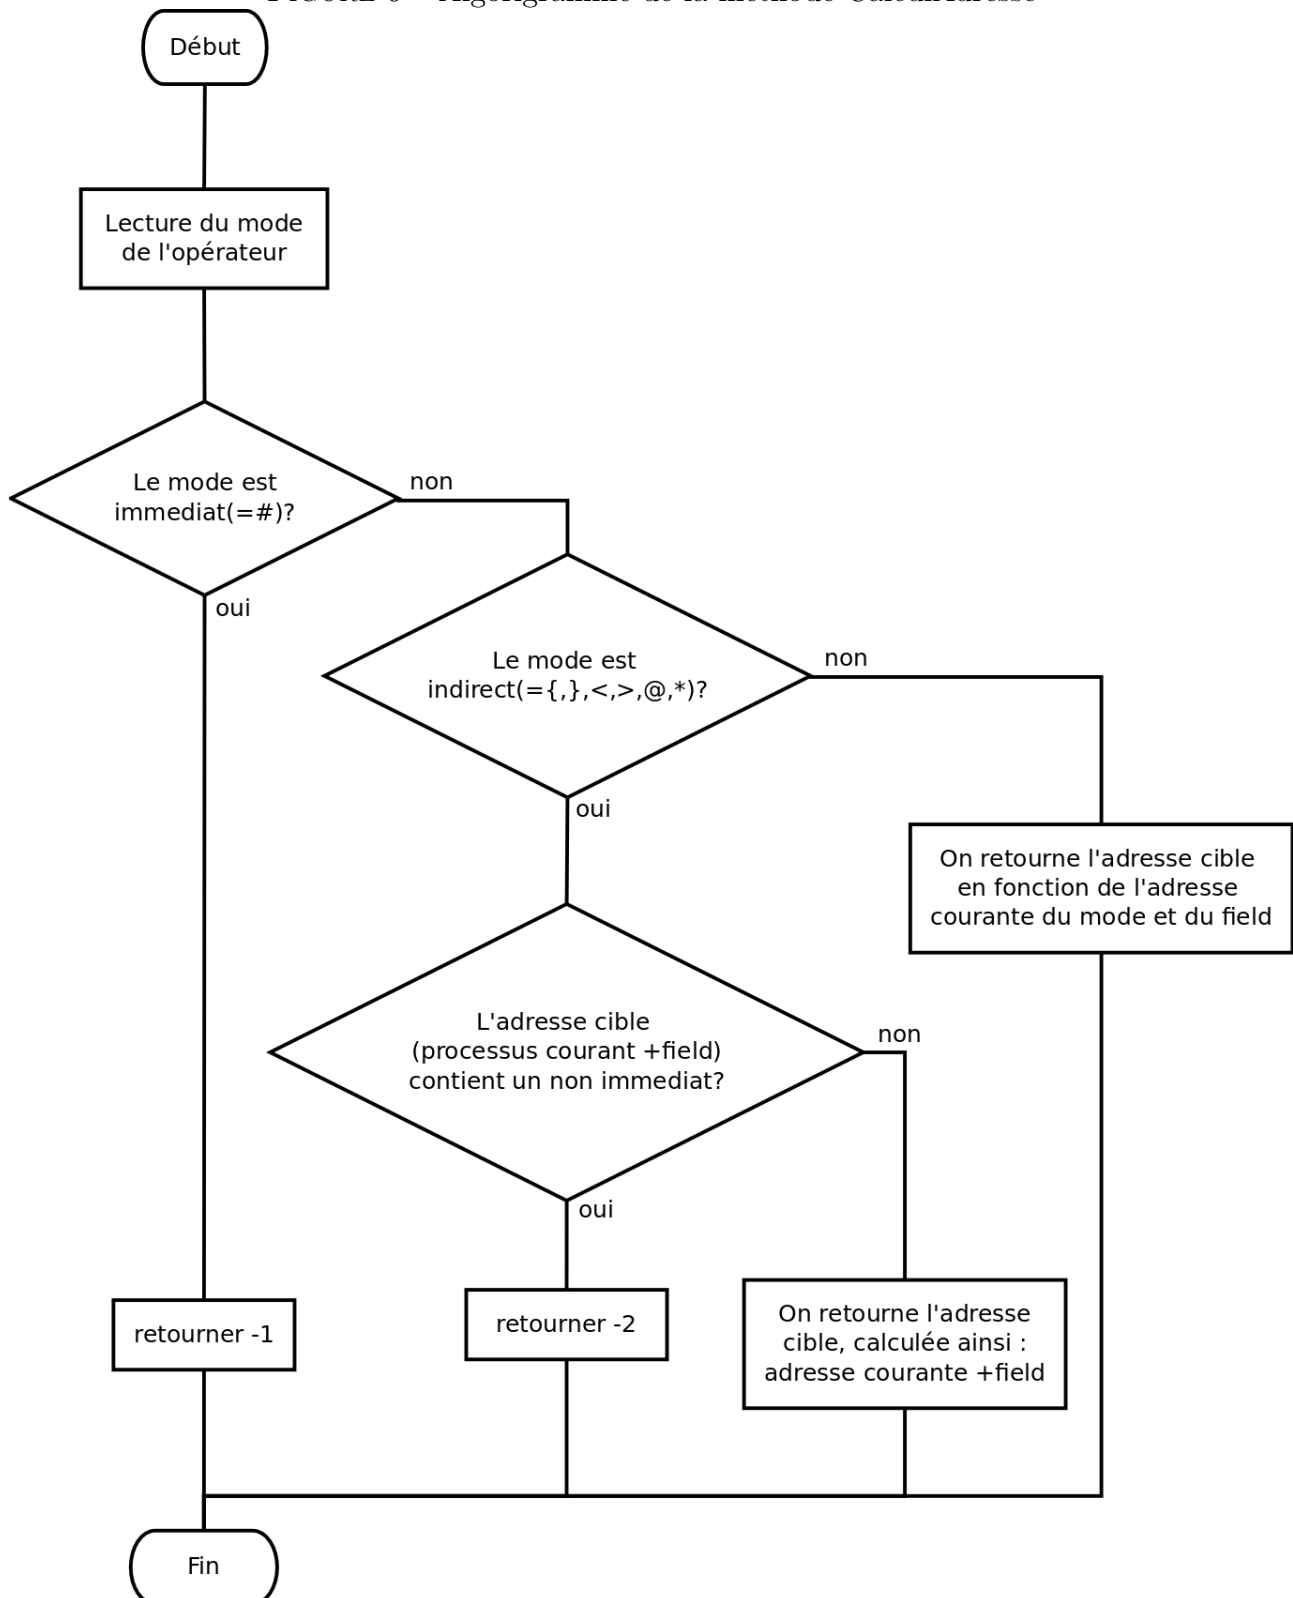 Début
Lecture du mode
de l'opérateur
Le mode est
immediat(=#)?
non
oui
Le mode est
indirect(={,},<,>,@,*)?
non
oui
On retourne l'adresse cible
en fonction de l'adresse
courante du mode et du field
L'adresse cible
(processus courant +field)
contient un non immediat?
non
oui
retourner -1
retourner -2
On retourne l'adresse
cible, calculée ainsi :
adresse courante +field
Fin